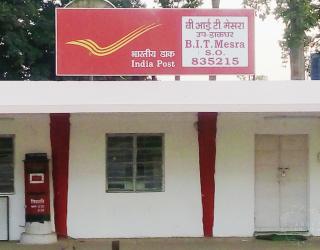 भारतीय डाक
India Post
बी आई टी मेसरा
उप-डाकघर
B.I.T. Mesra
S.O.
835215